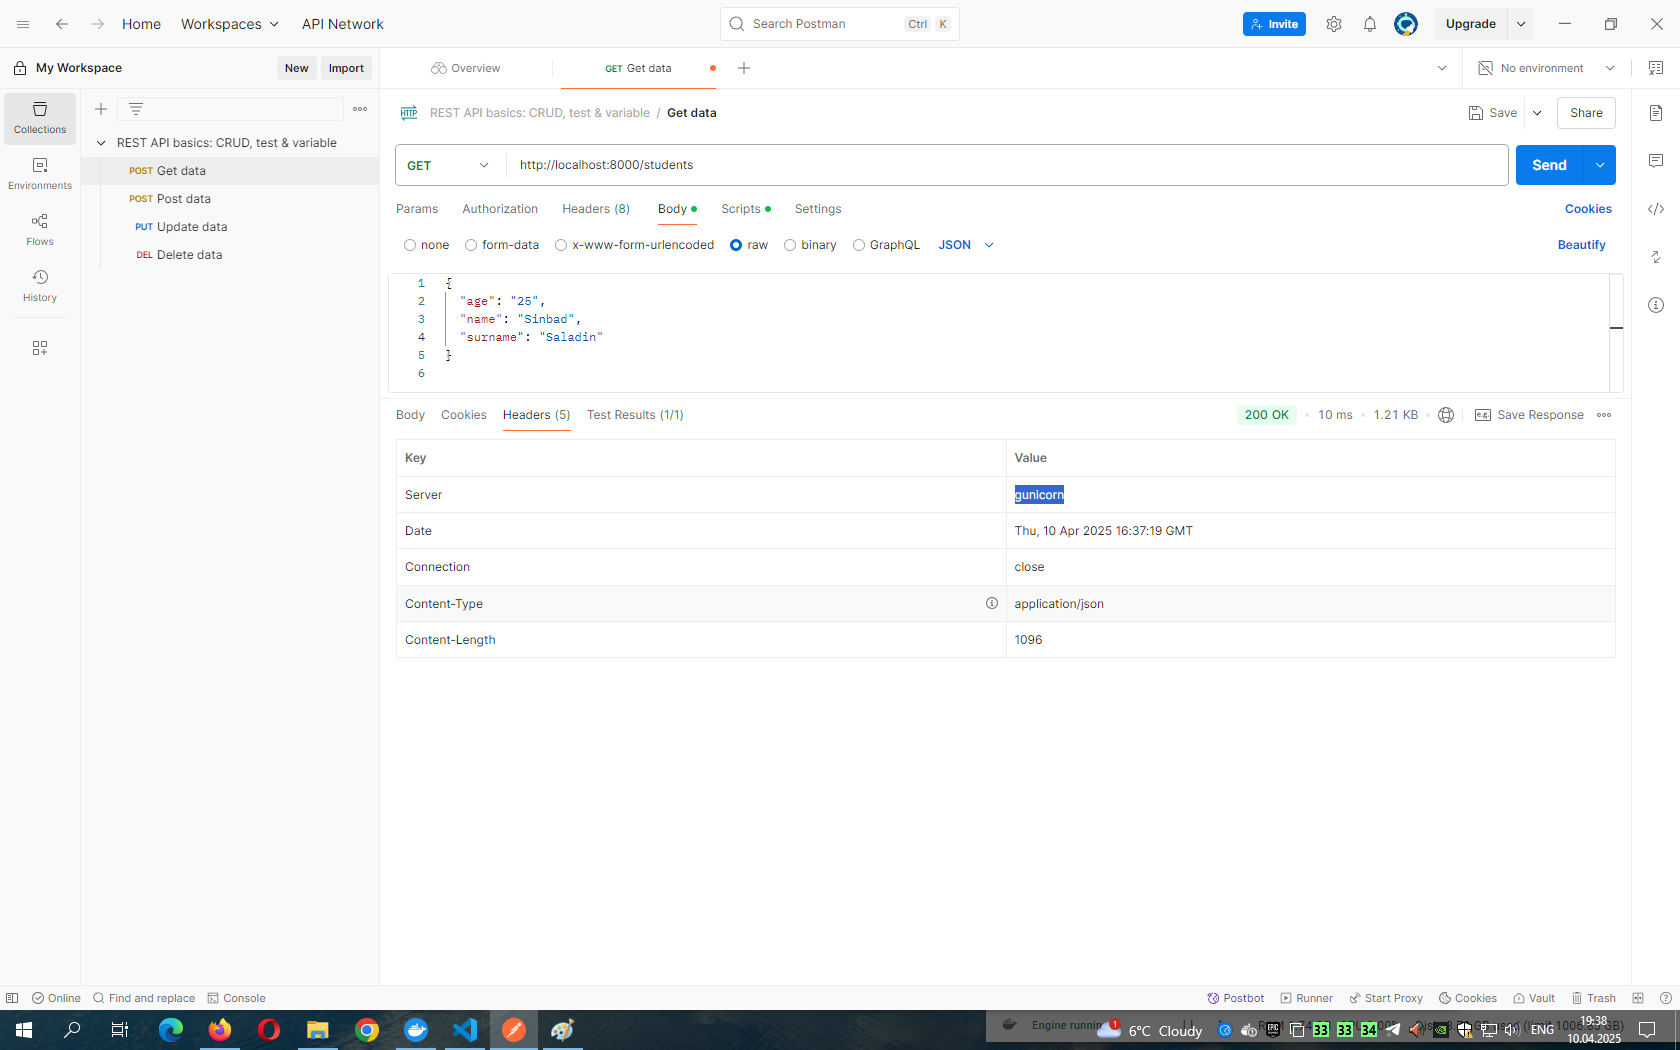 Home Workspaces API Network Search Postman Ctrl K Invite Upgrade
My Workspace New Import Overview GET Get data No environment
Collections
Environments
Flows
History
REST API basics: CRUD, test & variable
POST Get data
POST Post data
PUT Update data
DEL Delete data
HTTP REST API basics: CRUD, test & variable / Get data Save Share
GET http://localhost:8000/students Send
Params Authorization Headers (8) Body Scripts Settings Cookies
none form-data x-www-form-urlencoded raw binary GraphQL JSON Beautify
1 {
2 "age": "25",
3 "name": "Sinbad",
4 "surname": "Saladin"
5 }
6
Body Cookies Headers (5) Test Results (1/1) 200 OK • 10 ms • 1.21 KB • e.g. Save Response
Key Value
Server gunicorn
Date Thu, 10 Apr 2025 16:37:19 GMT
Connection close
Content-Type application/json
Content-Length 1096
Online Find and replace Console Postbot Runner Start Proxy Cookies Vault Trash
Engine running 1 6°C Cloudy 33 33 34 ENG 19:38
10.04.2025